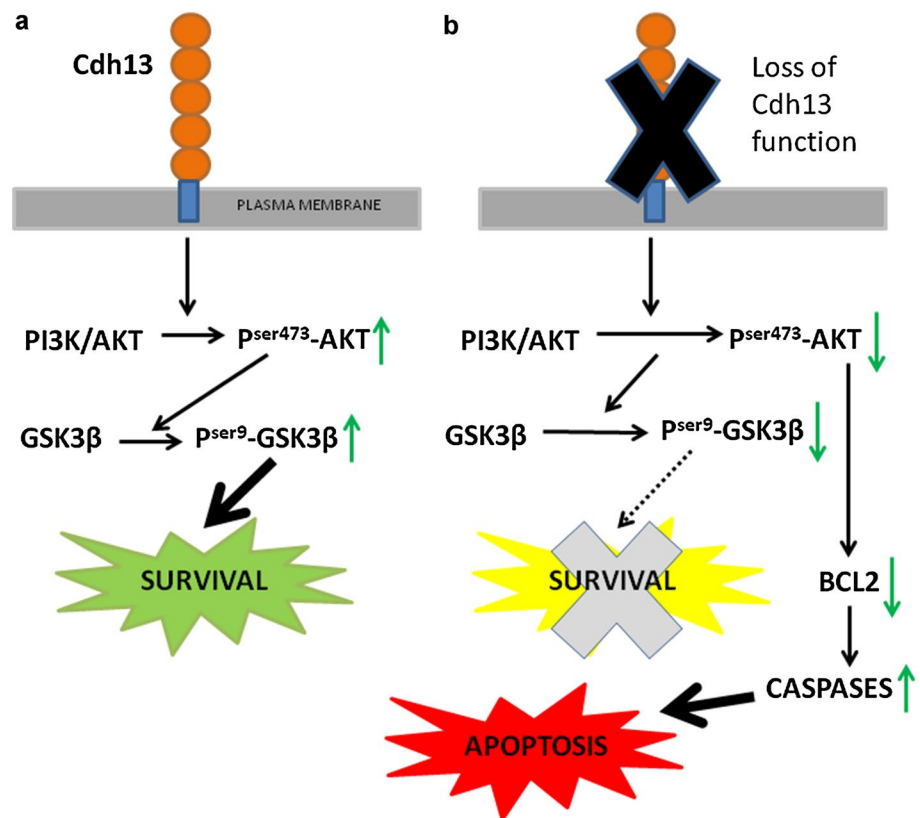 a
Cdh13
PLASMA MEMBRANE
PI3K/AKT
Pser473-AKT
GSK3β
Pser9-GSK3β
SURVIVAL
b
Loss of
Cdh13
function
PI3K/AKT
Pser473-AKT
GSK3β
Pser9-GSK3β
SURVIVAL
BCL2
CASPASES
APOPTOSIS